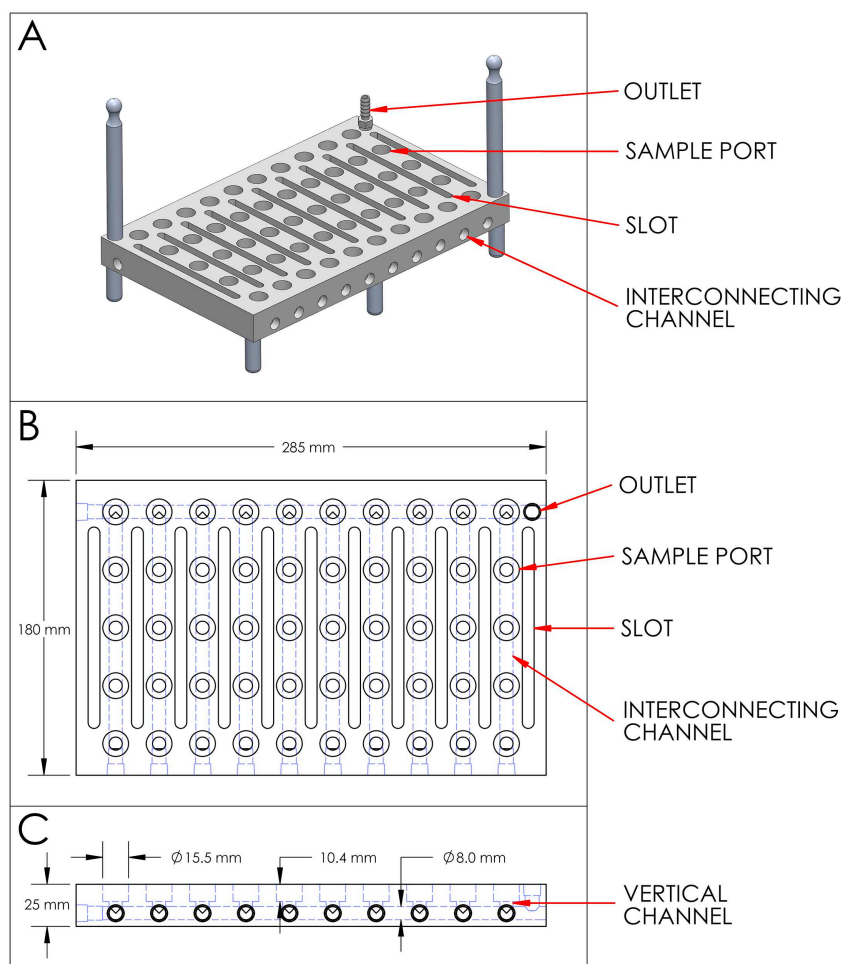 A
OUTLET
SAMPLE PORT
SLOT
INTERCONNECTING
CHANNEL
B
285 mm
OUTLET
SAMPLE PORT
180 mm
SLOT
INTERCONNECTING
CHANNEL
C
Ø15.5 mm
10.4 mm
Ø8.0 mm
25 mm
VERTICAL
CHANNEL